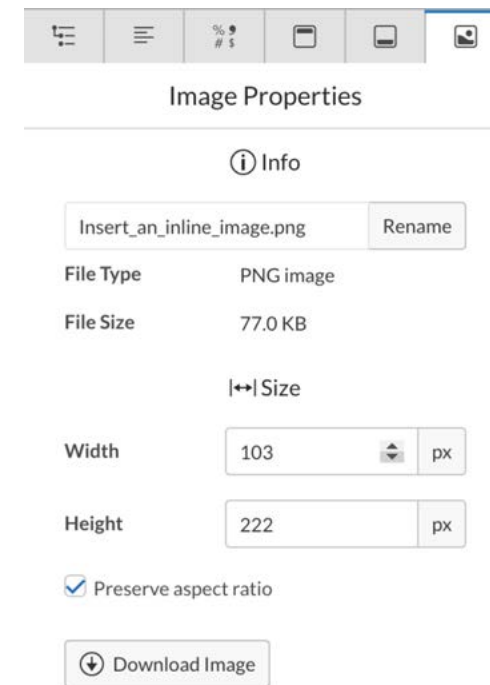 % ,
# $
Image Properties
Info
Insert_an_inline_image.png Rename
File Type PNG image
File Size 77.0 KB
Size
Width 103 px
Height 222 px
Preserve aspect ratio
Download Image